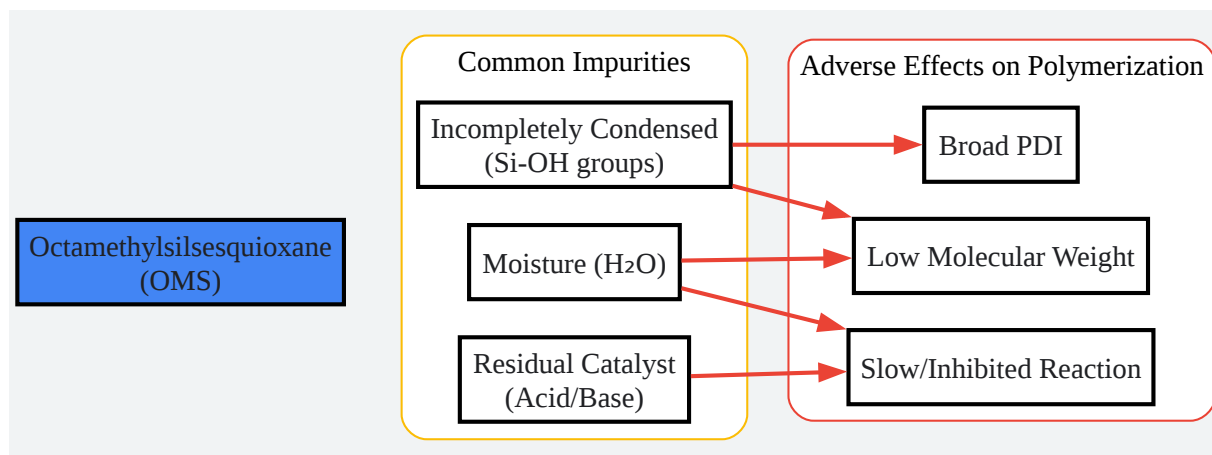 Octamethylsilsesquioxane
(OMS)
Common Impurities
Incompletely Condensed
(Si-OH groups)
Moisture (H₂O)
Residual Catalyst
(Acid/Base)
Adverse Effects on Polymerization
Broad PDI
Low Molecular Weight
Slow/Inhibited Reaction